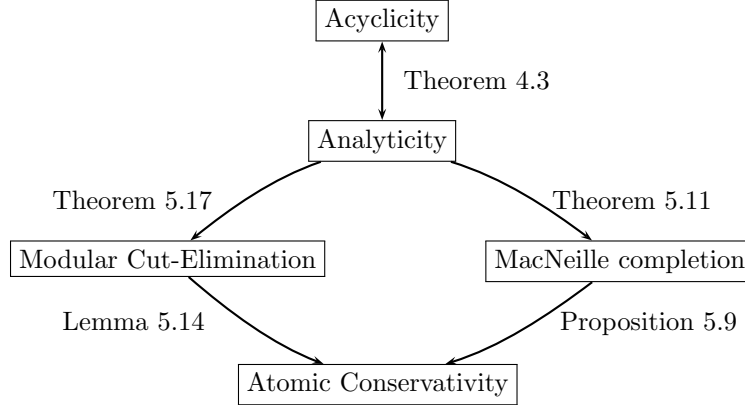 Acyclicity
Theorem 4.3
Analyticity
Theorem 5.17
Theorem 5.11
Modular Cut-Elimination
MacNeille completion
Lemma 5.14
Proposition 5.9
Atomic Conservativity